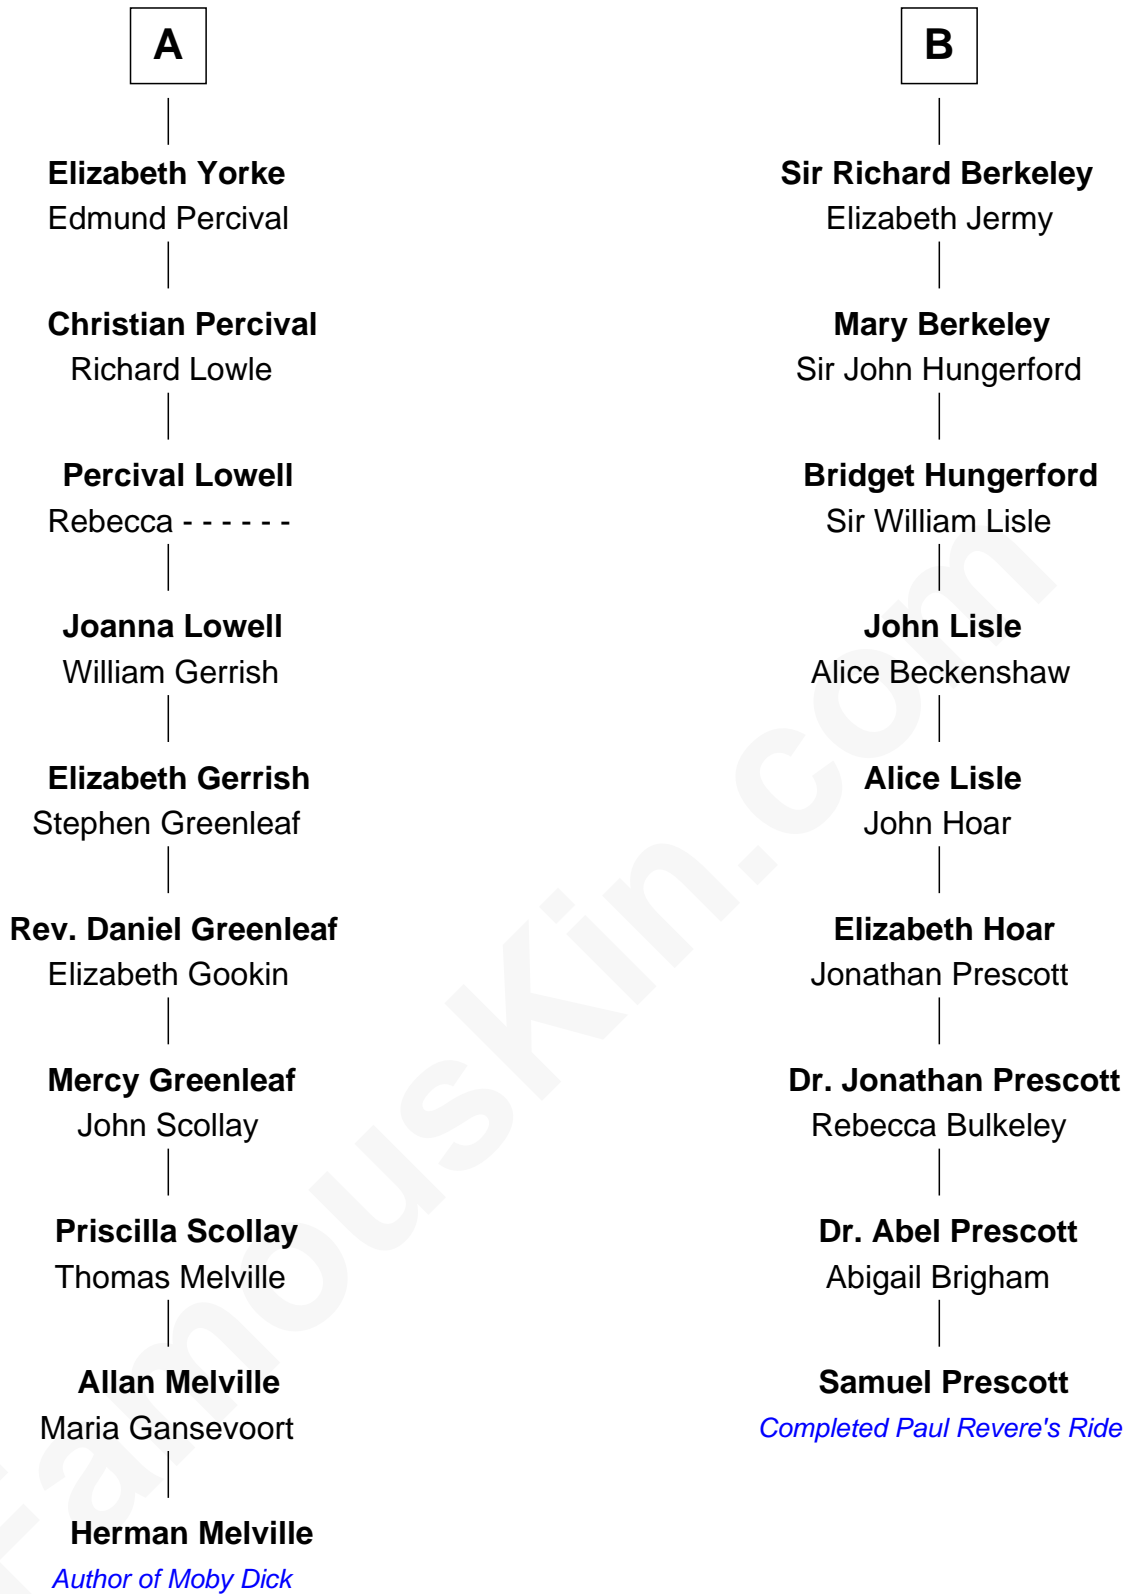 A
Elizabeth Yorke
Edmund Percival
Christian Percival
Richard Lowle
Percival Lowell
Rebecca - - - - - -
Joanna Lowell
William Gerrish
Elizabeth Gerrish
Stephen Greenleaf
Rev. Daniel Greenleaf
Elizabeth Gookin
Mercy Greenleaf
John Scollay
Priscilla Scollay
Thomas Melville
Allan Melville
Maria Gansevoort
Herman Melville
Author of Moby Dick
B
Sir Richard Berkeley
Elizabeth Jermy
Mary Berkeley
Sir John Hungerford
Bridget Hungerford
Sir William Lisle
John Lisle
Alice Beckenshaw
Alice Lisle
John Hoar
Elizabeth Hoar
Jonathan Prescott
Dr. Jonathan Prescott
Rebecca Bulkeley
Dr. Abel Prescott
Abigail Brigham
Samuel Prescott
Completed Paul Revere's Ride
FamousKin.com